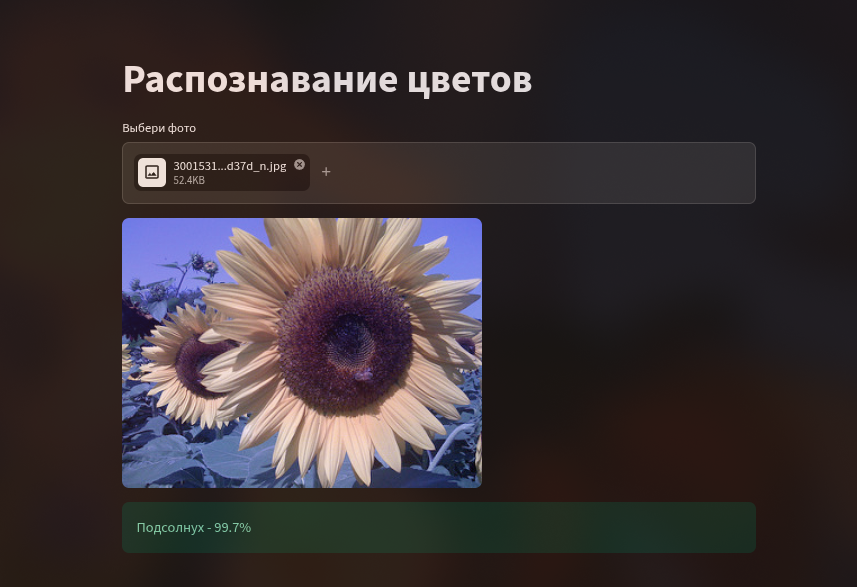 Распознавание цветов
Выбери фото
3001531...d37d_n.jpg
52.4KB
Подсолнух - 99.7%